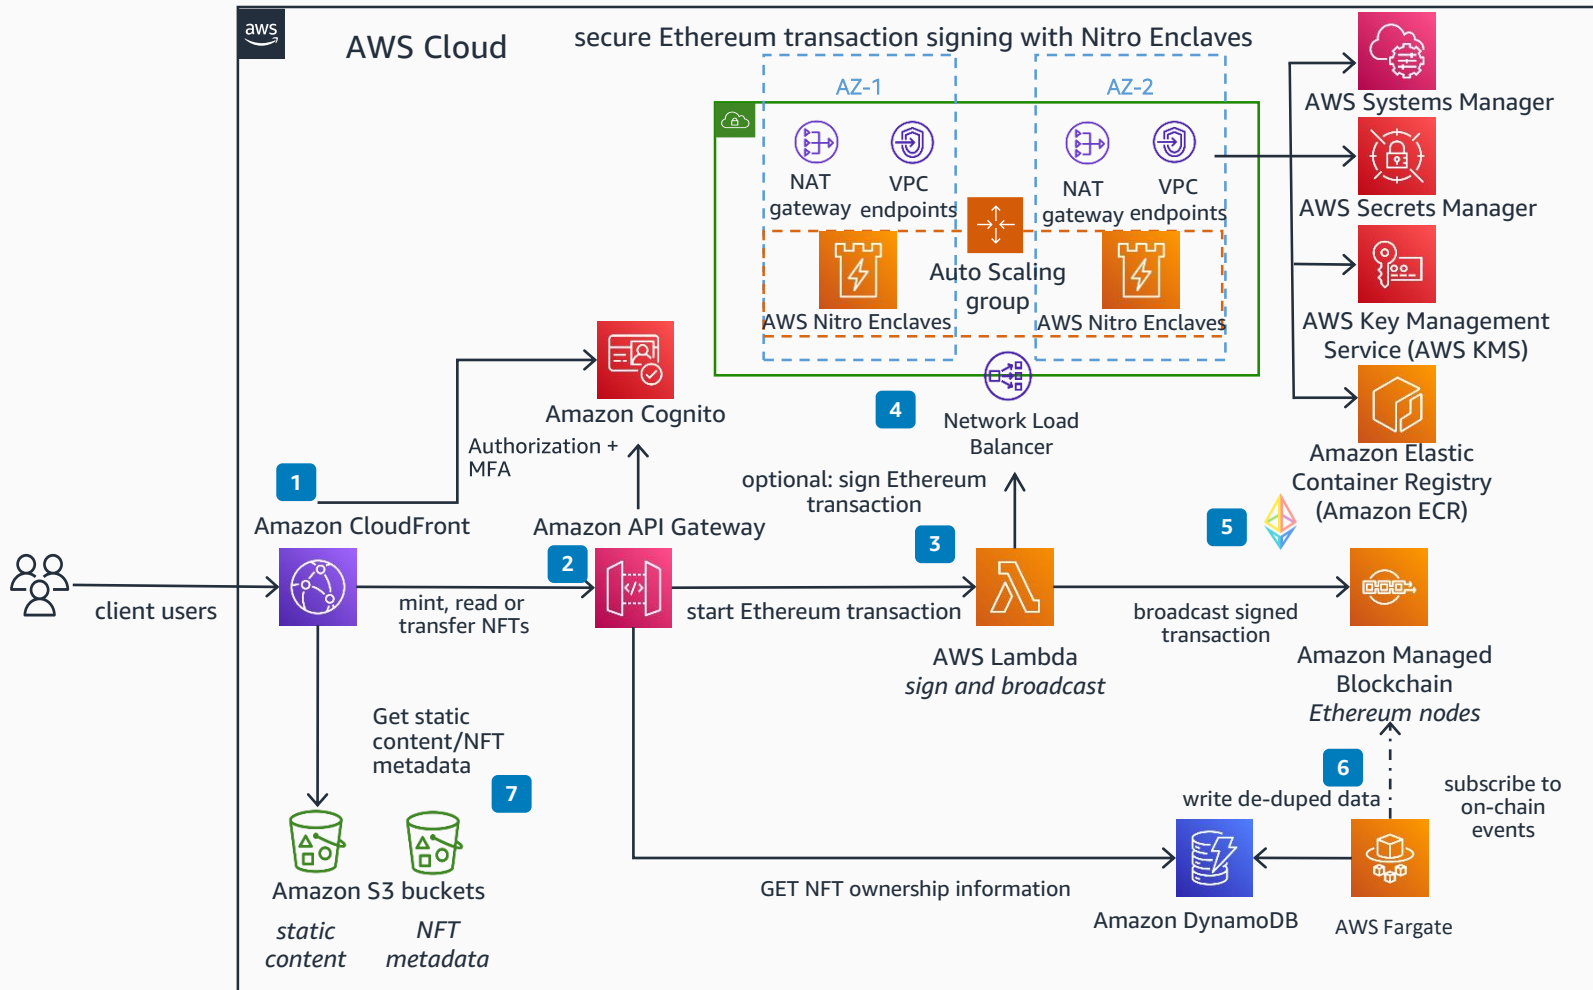 aws
AWS Cloud
secure Ethereum transaction signing with Nitro Enclaves
AZ-1
AZ-2
NAT
gateway
VPC
endpoints
NAT
gateway
VPC
endpoints
Auto Scaling
group
AWS Nitro Enclaves
AWS Nitro Enclaves
AWS Systems Manager
AWS Secrets Manager
AWS Key Management
Service (AWS KMS)
Amazon Elastic
Container Registry
(Amazon ECR)
4
Network Load
Balancer
Amazon Cognito
Authorization +
MFA
optional: sign Ethereum
transaction
1
Amazon CloudFront
Amazon API Gateway
2
3
5
client users
mint, read or
transfer NFTs
</>
start Ethereum transaction
AWS Lambda
sign and broadcast
broadcast signed
transaction
Amazon Managed
Blockchain
Ethereum nodes
Get static
content/NFT
metadata
7
6
write de-duped data
subscribe to
on-chain
events
Amazon S3 buckets
static
content
NFT
metadata
GET NFT ownership information
Amazon DynamoDB
AWS Fargate